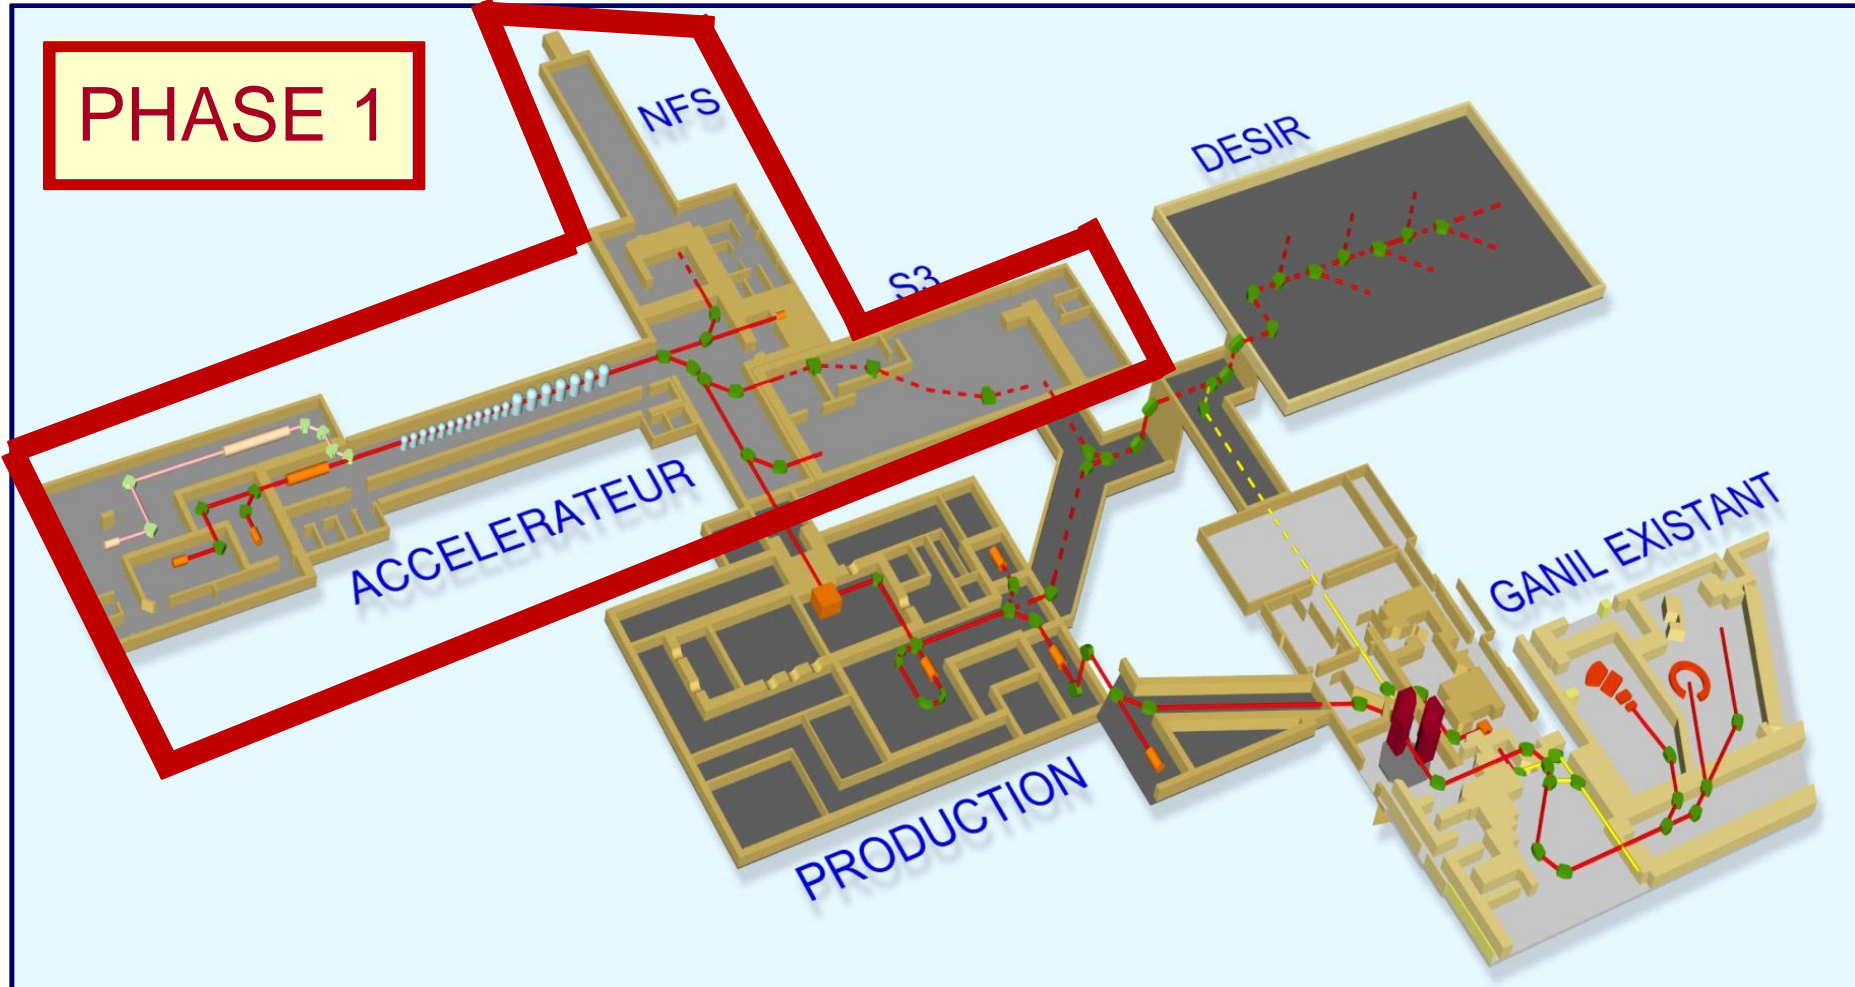 PHASE 1
NFS
DESIR
S3
ACCELERATEUR
GANIL EXISTANT
PRODUCTION